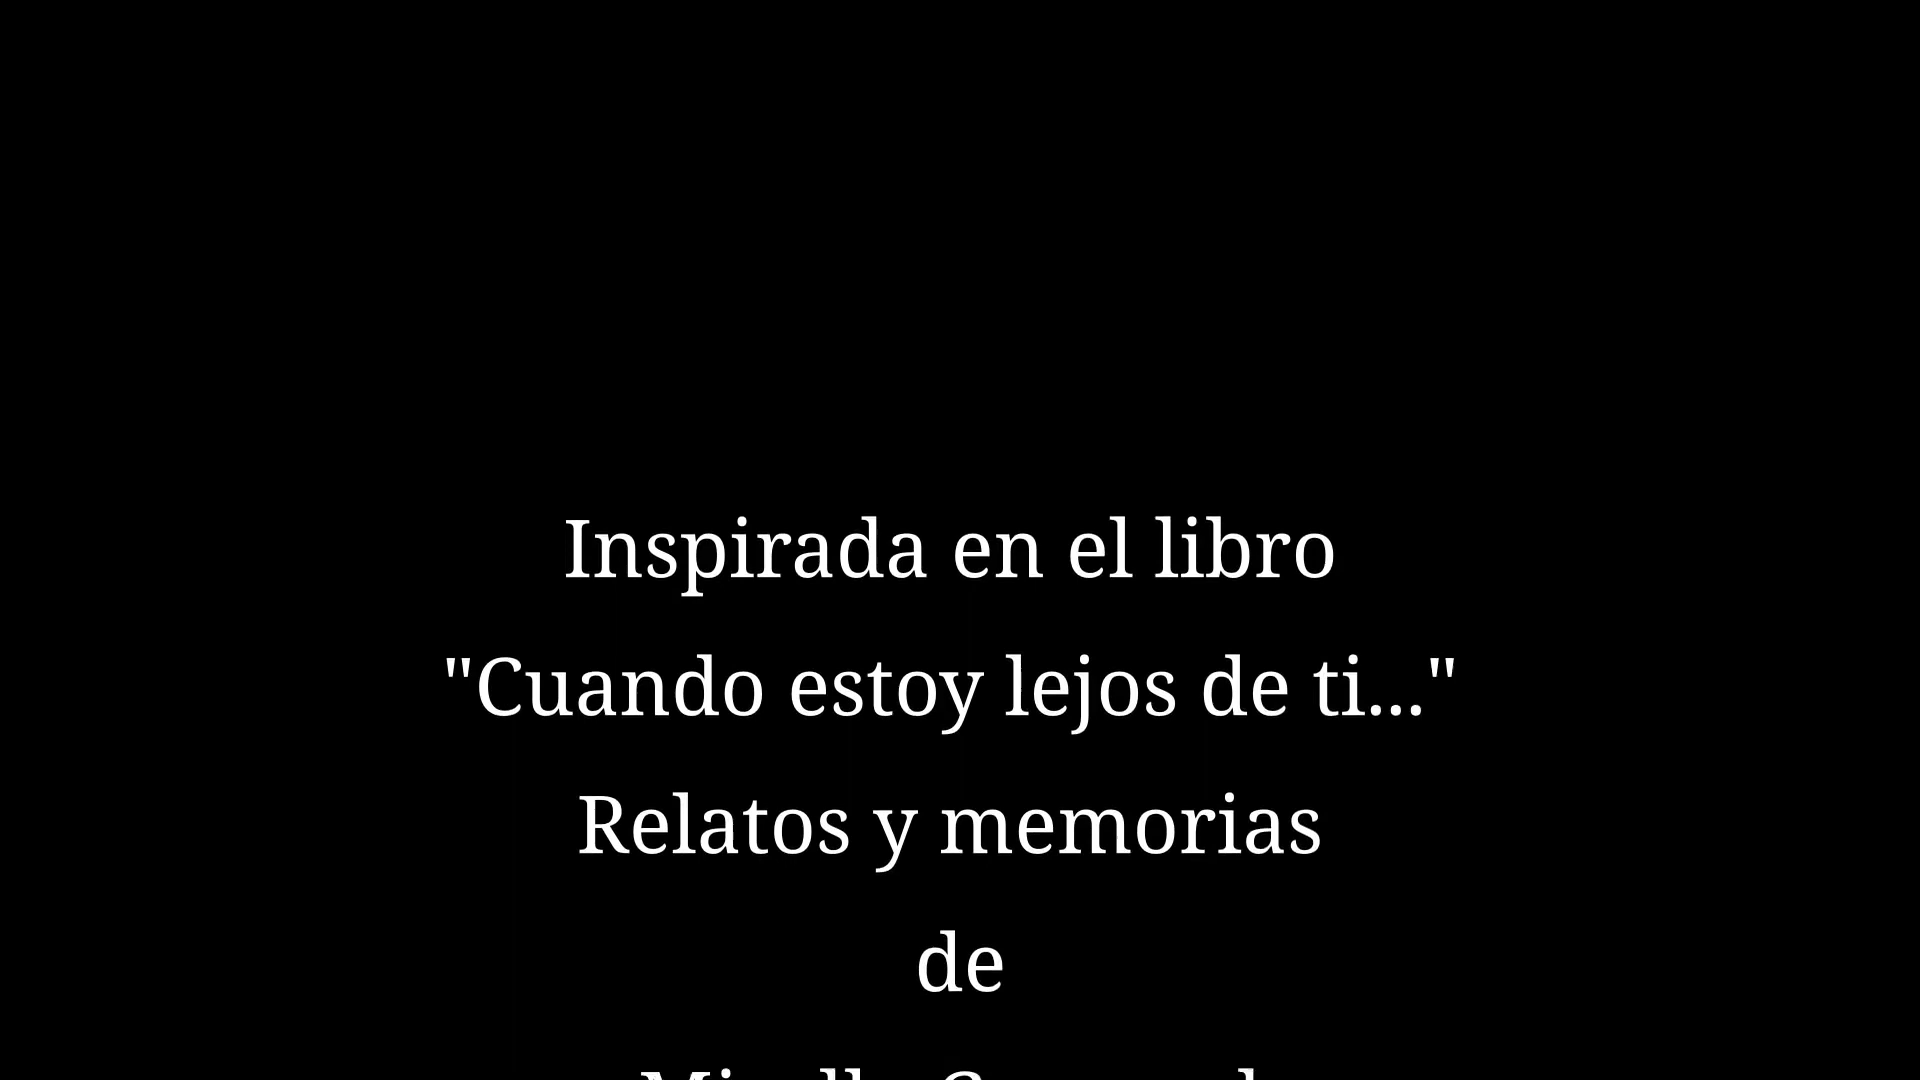 Inspirada en el libro
"Cuando estoy lejos de ti..."
Relatos y memorias
de